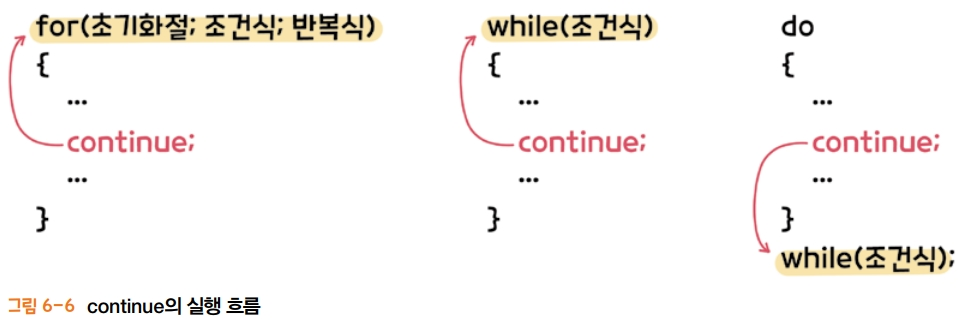 for(초기화절; 조건식; 반복식)
{
...
continue;
...
}
while(조건식)
{
...
continue;
...
}
do
{
...
continue;
...
}
while(조건식);
그림 6-6 continue의 실행 흐름